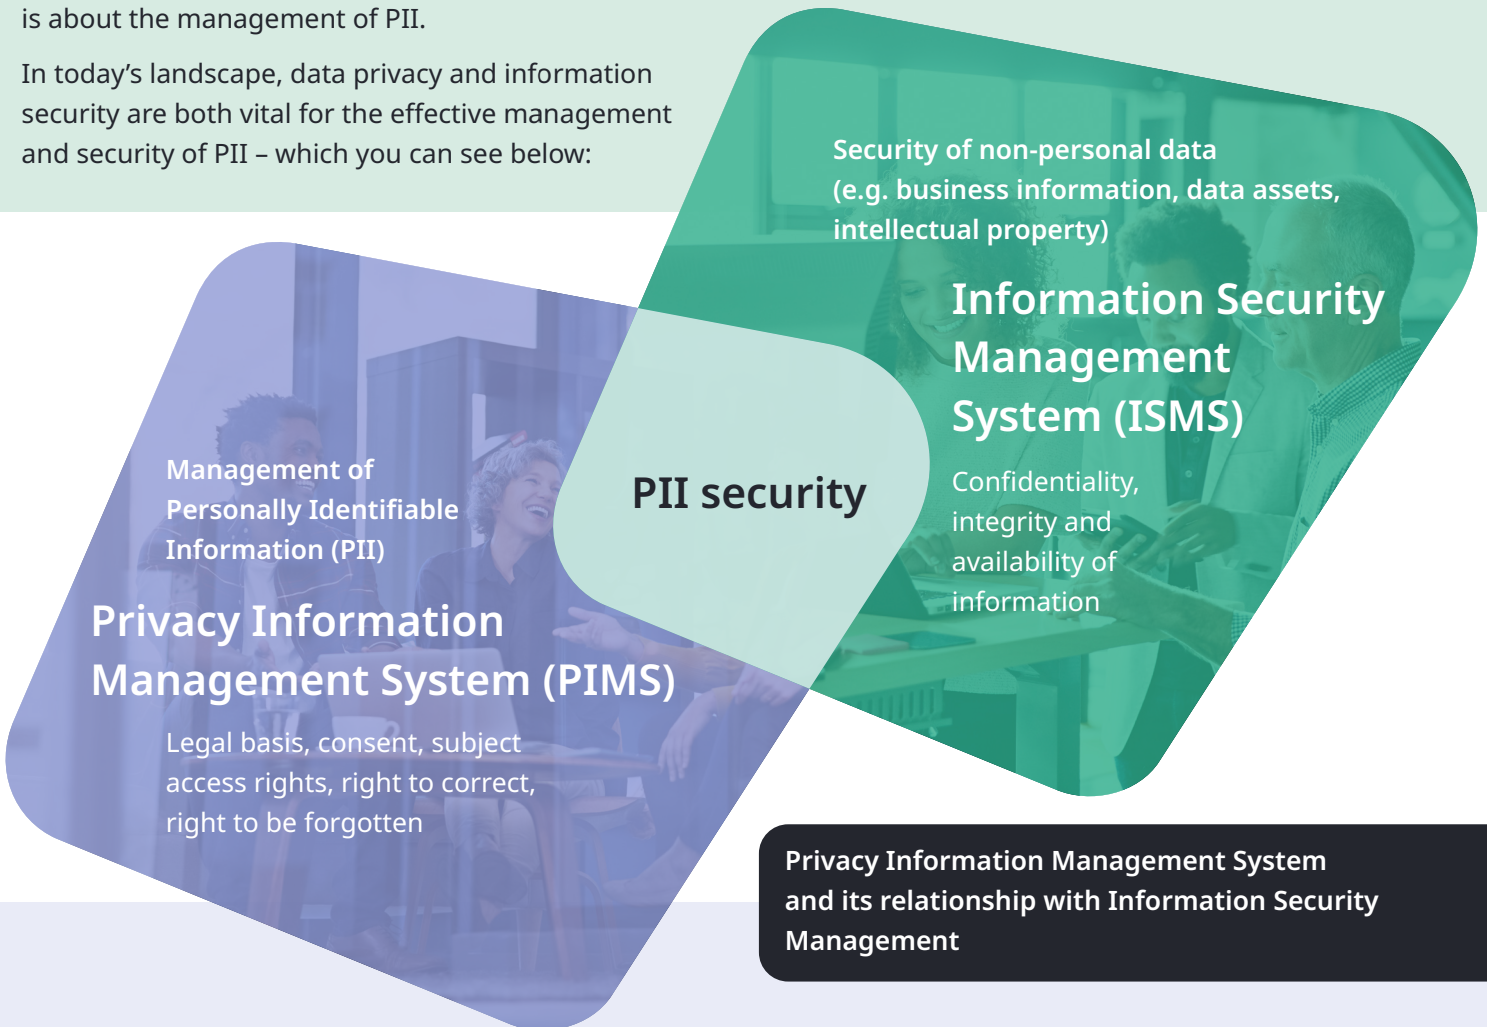 is about the management of PII.
In today’s landscape, data privacy and information
security are both vital for the effective management
and security of PII – which you can see below:
Security of non-personal data
(e.g. business information, data assets,
intellectual property)
Information Security
Management
System (ISMS)
Confidentiality,
integrity and
availability of
information
PII security
Management of
Personally Identifiable
Information (PII)
Privacy Information
Management System (PIMS)
Legal basis, consent, subject
access rights, right to correct,
right to be forgotten
Privacy Information Management System
and its relationship with Information Security
Management